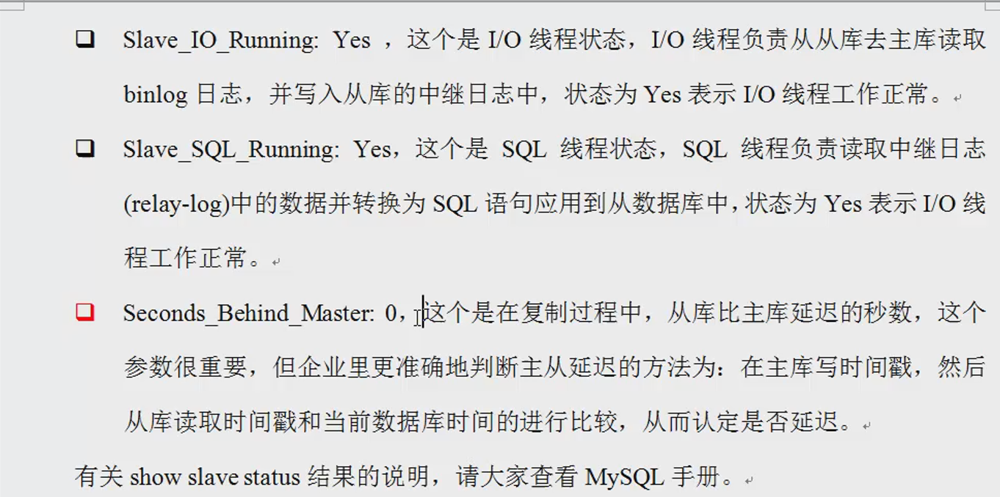 Slave_IO_Running: Yes ，这个是 I/O 线程状态，I/O 线程负责从从库去主库读取
binlog 日志，并写入从库的中继日志中，状态为 Yes 表示 I/O 线程工作正常。
Slave_SQL_Running: Yes，这个是 SQL 线程状态，SQL 线程负责读取中继日志
(relay-log)中的数据并转换为 SQL 语句应用到从数据库中，状态为 Yes 表示 I/O 线
程工作正常。
Seconds_Behind_Master: 0，这个是在复制过程中，从库比主库延迟的秒数，这个
参数很重要，但企业里更准确地判断主从延迟的方法为：在主库写时间戳，然后
从库读取时间戳和当前数据库时间的进行比较，从而认定是否延迟。
有关 show slave status 结果的说明，请大家查看 MySQL 手册。